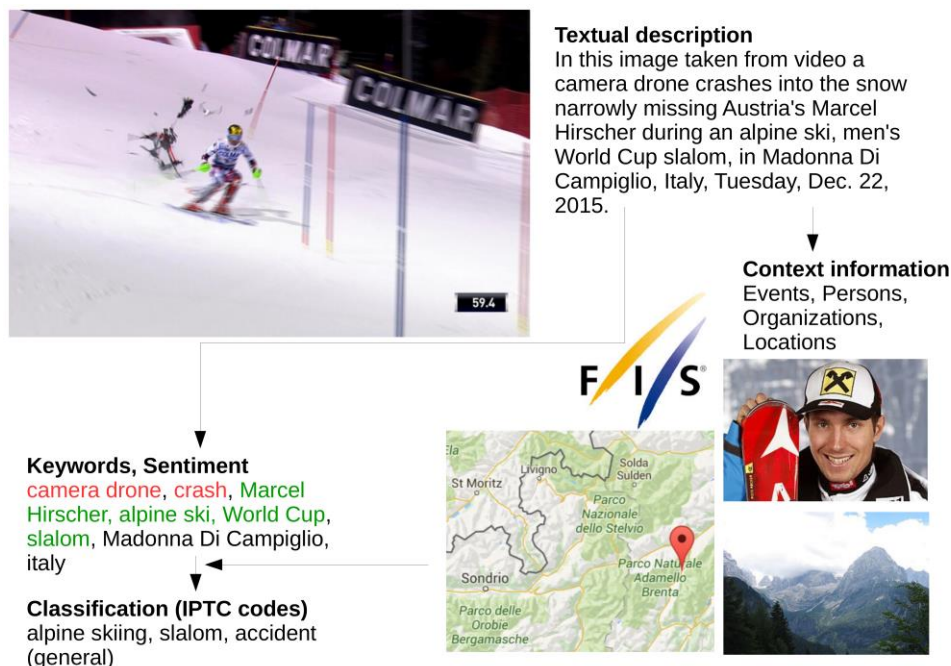 COLMAR
COLMAR
59.4
Textual description
In this image taken from video a
camera drone crashes into the snow
narrowly missing Austria's Marcel
Hirscher during an alpine ski, men's
World Cup slalom, in Madonna Di
Campiglio, Italy, Tuesday, Dec. 22,
2015.
Context information
Events, Persons,
Organizations,
Locations
FIS®
Keywords, Sentiment
camera drone, crash, Marcel
Hirscher, alpine ski, World Cup,
slalom, Madonna Di Campiglio,
italy
Classification (IPTC codes)
alpine skiing, slalom, accident
(general)
St Moritz
Livigno
Solda
Sulden
Parco
Nazionale
dello Stelvio
Sondrio
Parco Naturale
Adamello
Brenta
Parco delle
Orobie
Bergamasche